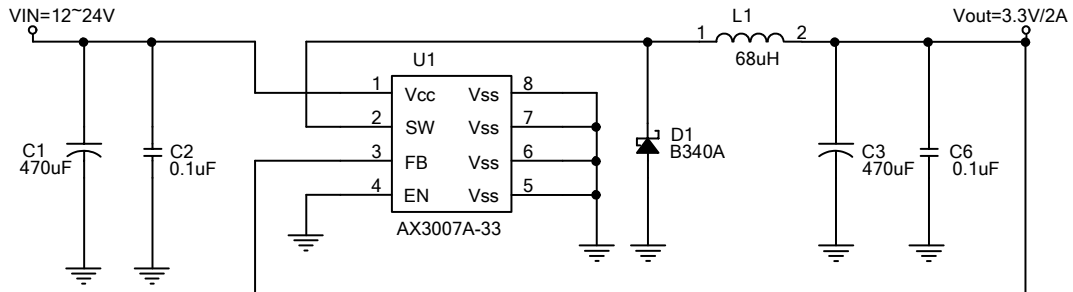 VIN=12~24V
L1
Vout=3.3V/2A
1
2
68uH
U1
1 Vcc Vss 8
2 SW Vss 7
3 FB Vss 6
4 EN Vss 5
AX3007A-33
C1
470uF
C2
0.1uF
D1
B340A
C3
470uF
C6
0.1uF